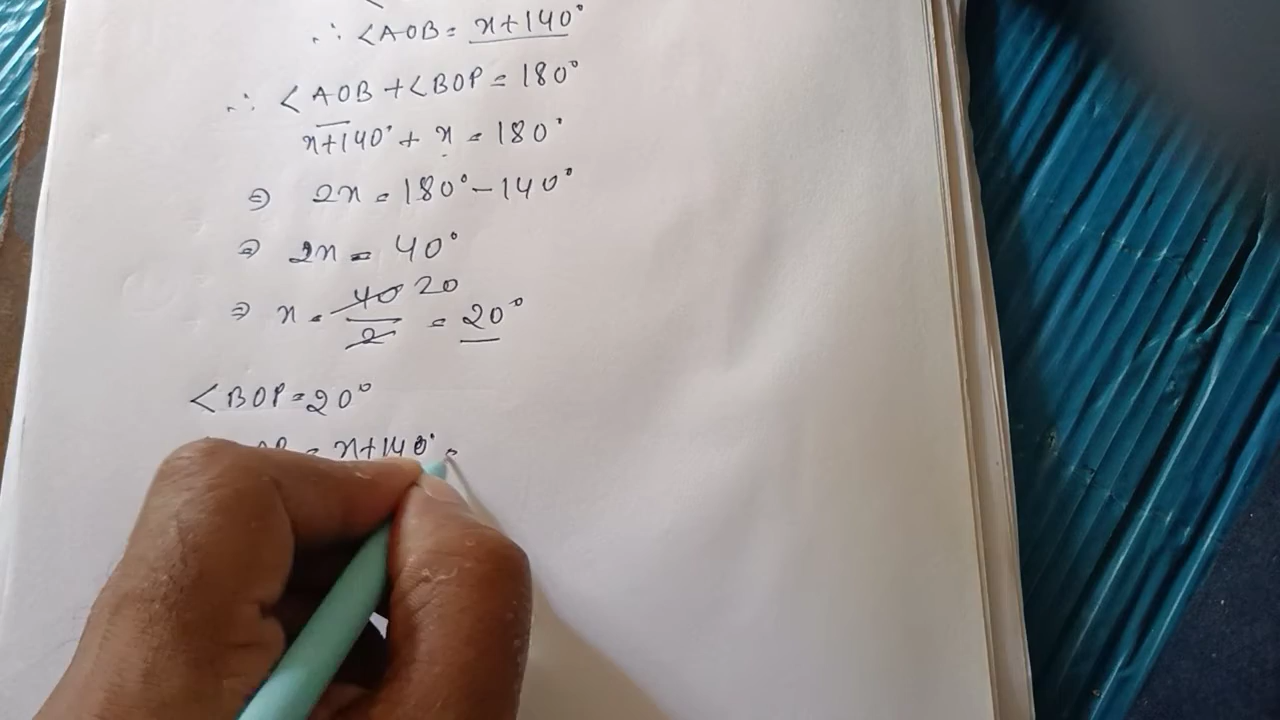 ∴ <AOB = x+140°
∴ <AOB + <BOP = 180°
x+140° + x = 180°
⇒ 2x = 180° - 140°
⇒ 2x = 40°
⇒ x = 40/2 20 = 20°
<BOP = 20°
= x+140° =